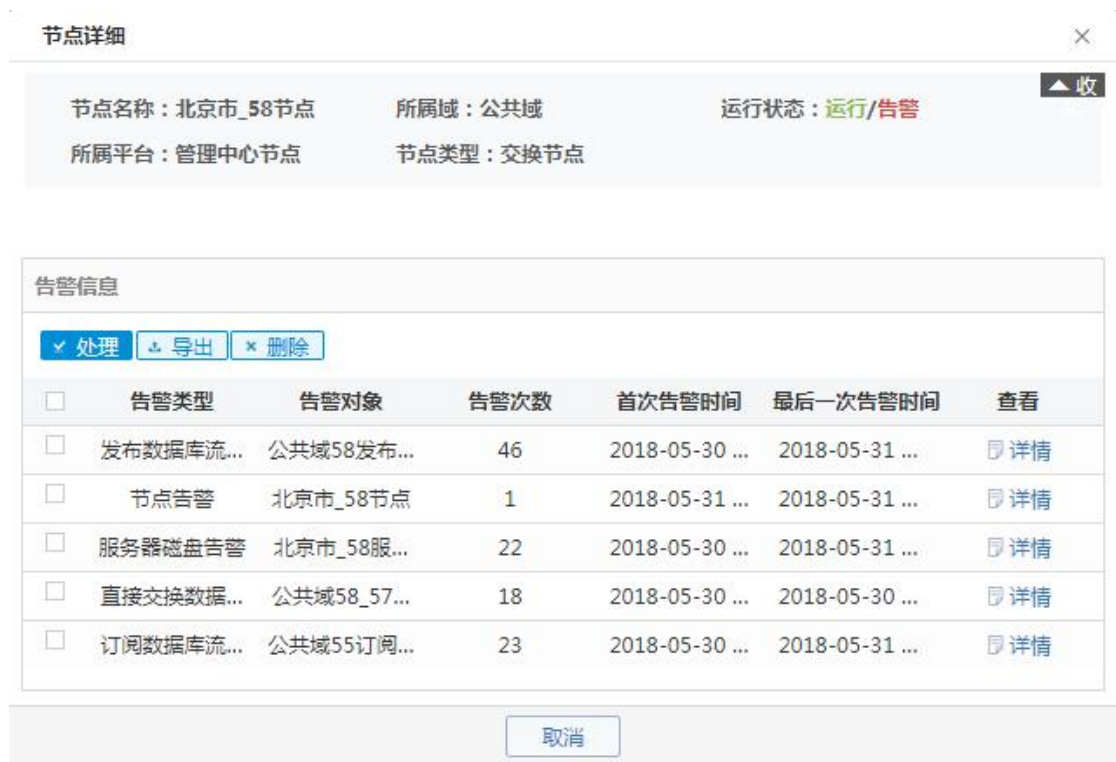 节点详细
收
节点名称：北京市_58节点 所属域：公共域 运行状态：运行/告警
所属平台：管理中心节点 节点类型：交换节点
告警信息
处理 导出 删除
告警类型 告警对象 告警次数 首次告警时间 最后一次告警时间 查看
发布数据库流... 公共域58发布... 46 2018-05-30 ... 2018-05-31 ... 详情
节点告警 北京市_58节点 1 2018-05-31 ... 2018-05-31 ... 详情
服务器磁盘告警 北京市_58服... 22 2018-05-30 ... 2018-05-31 ... 详情
直接交换数据... 公共域58_57... 18 2018-05-30 ... 2018-05-30 ... 详情
订阅数据库流... 公共域55订阅... 23 2018-05-30 ... 2018-05-31 ... 详情
取消